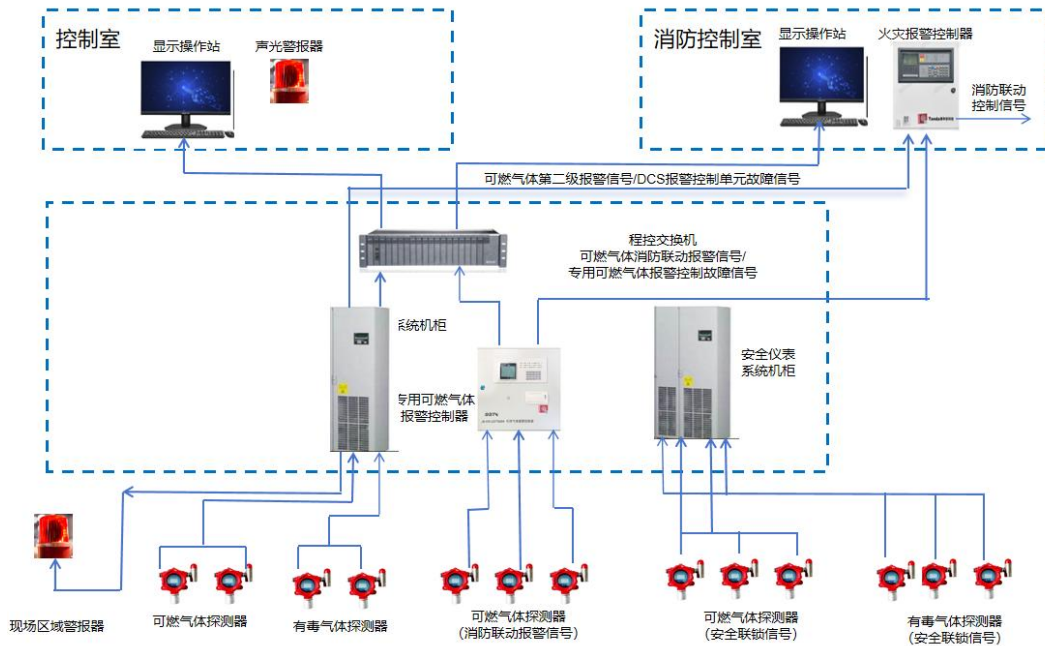 控制室
显示操作站
声光警报器
消防控制室
显示操作站
火灾报警控制器
消防联动
控制信号
可燃气体第二级报警信号/DCS报警控制单元故障信号
程控交换机
可燃气体消防联动报警信号/
专用可燃气体报警控制故障信号
系统机柜
专用可燃气体
报警控制器
安全仪表
系统机柜
现场区域警报器
可燃气体探测器
有毒气体探测器
可燃气体探测器
(消防联动报警信号)
可燃气体探测器
(安全联锁信号)
有毒气体探测器
(安全联锁信号)